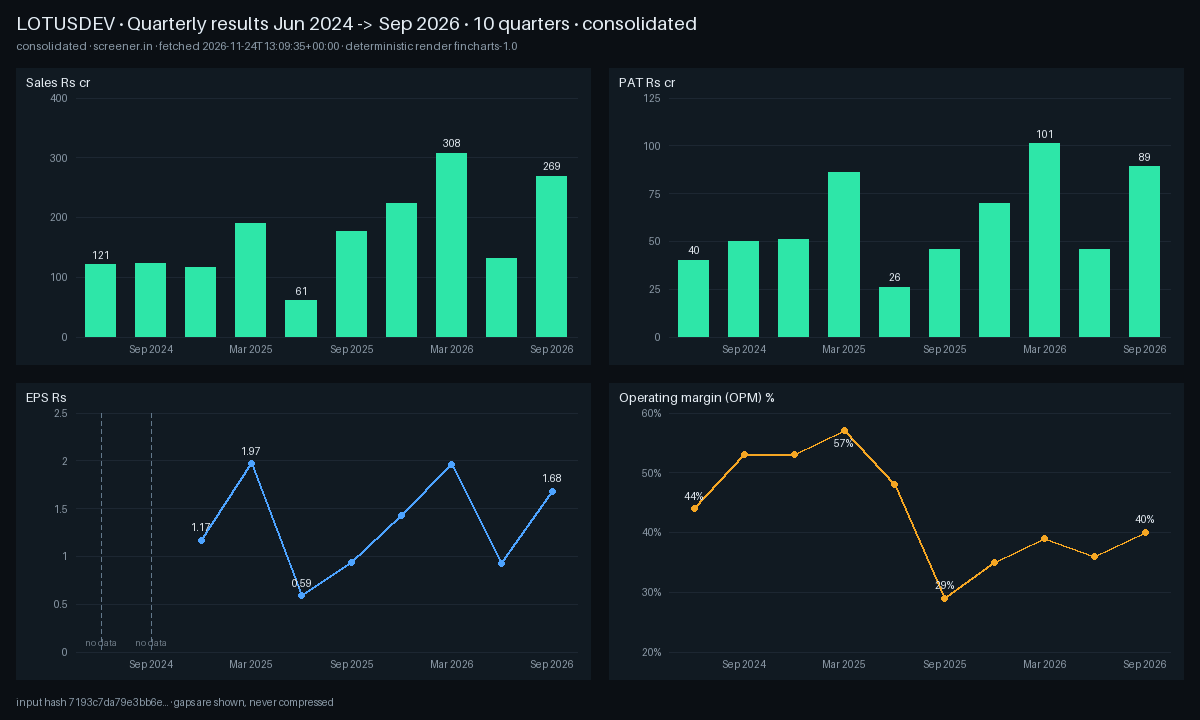 LOTUSDEV · Quarterly results Jun 2024 -> Sep 2026 · 10 quarters · consolidated
consolidated · screener.in · fetched 2026-11-24T13:09:35+00:00 · deterministic render fincharts-1.0
Sales Rs cr
400
300
200
100
0
121
61
308
269
Sep 2024
Mar 2025
Sep 2025
Mar 2026
Sep 2026
PAT Rs cr
125
100
75
50
25
0
40
26
101
89
Sep 2024
Mar 2025
Sep 2025
Mar 2026
Sep 2026
EPS Rs
2.5
2
1.5
1
0.5
0
no data
no data
1.17
1.97
0.59
1.68
Sep 2024
Mar 2025
Sep 2025
Mar 2026
Sep 2026
Operating margin (OPM) %
60%
50%
40%
30%
20%
44%
57%
29%
40%
Sep 2024
Mar 2025
Sep 2025
Mar 2026
Sep 2026
input hash 7193c7da79e3bb6e… · gaps are shown, never compressed